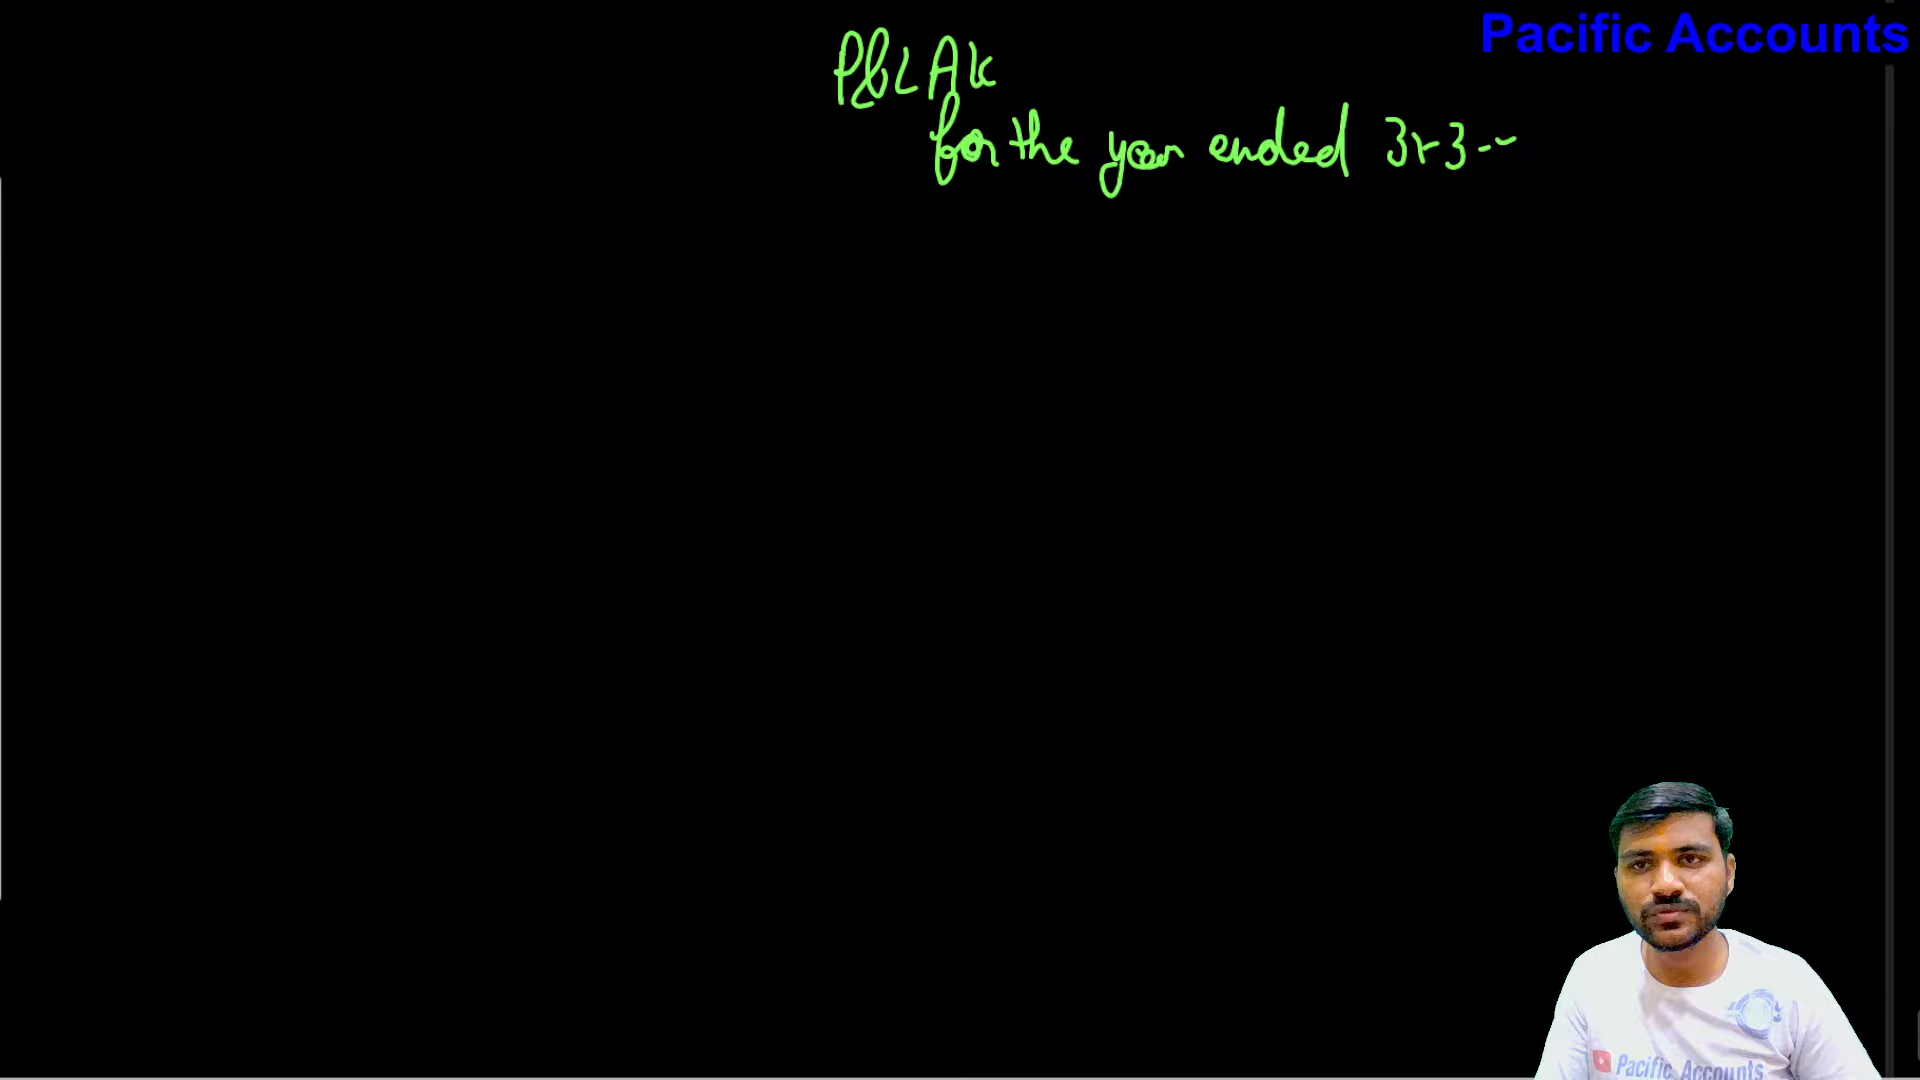 Pacific Accounts
P&L A/c
for the year ended 31-3--
Pacific Accounts